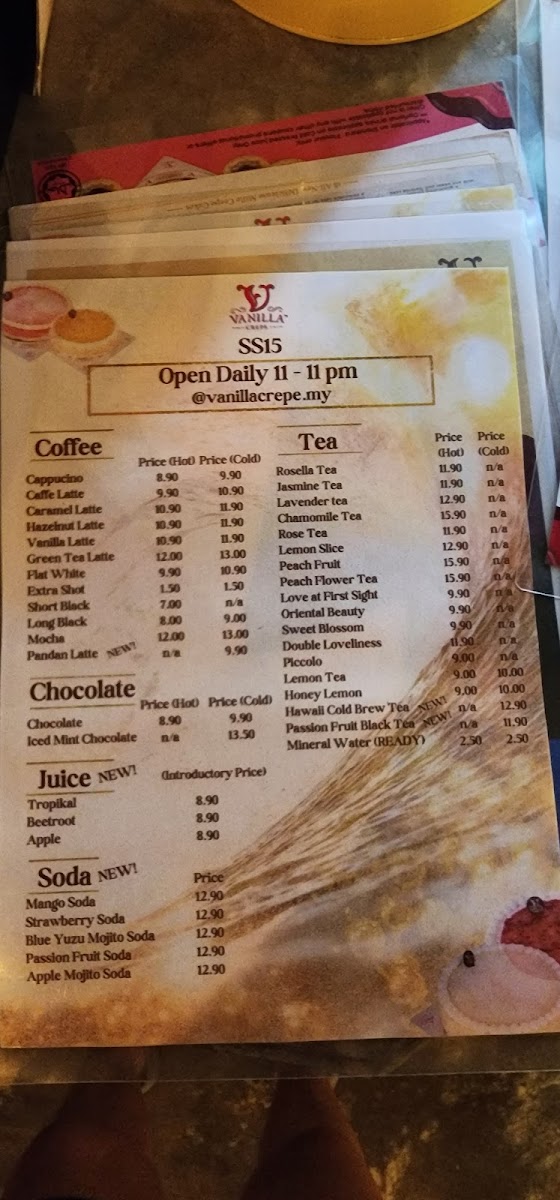 All-New Delicious Mille Crepe Cakes
VANILLA
CREPE
SS15
Open Daily 11 - 11 pm
@vanillacrepe.my
Coffee Price (Hot) Price (Cold)
Cappucino 8.90 9.90
Caffe Latte 9.90 10.90
Caramel Latte 10.90 11.90
Hazelnut Latte 10.90 11.90
Vanilla Latte 10.90 11.90
Green Tea Latte 12.00 13.00
Flat White 9.90 10.90
Extra Shot 1.50 1.50
Short Black 7.00 n/a
Long Black 8.00 9.00
Mocha 12.00 13.00
Pandan Latte NEW! n/a 9.90
Chocolate Price (Hot) Price (Cold)
Chocolate 8.90 9.90
Iced Mint Chocolate n/a 13.50
Juice NEW! (Introductory Price)
Tropikal 8.90
Beetroot 8.90
Apple 8.90
Soda NEW! Price
Mango Soda 12.90
Strawberry Soda 12.90
Blue Yuzu Mojito Soda 12.90
Passion Fruit Soda 12.90
Apple Mojito Soda 12.90
Tea Price (Hot) Price (Cold)
Rosella Tea 11.90 n/a
Jasmine Tea 11.90 n/a
Lavender tea 12.90 n/a
Chamomile Tea 15.90 n/a
Rose Tea 11.90 n/a
Lemon Slice 12.90 n/a
Peach Fruit 15.90 n/a
Peach Flower Tea 15.90 n/a
Love at First Sight 9.90 n/a
Oriental Beauty 9.90 n/a
Sweet Blossom 9.90 n/a
Double Loveliness 11.90 n/a
Piccolo 9.00 n/a
Lemon Tea 9.00 10.00
Honey Lemon 9.00 10.00
Hawaii Cold Brew Tea NEW! n/a 12.90
Passion Fruit Black Tea NEW! n/a 11.90
Mineral Water (READY) 2.50 2.50